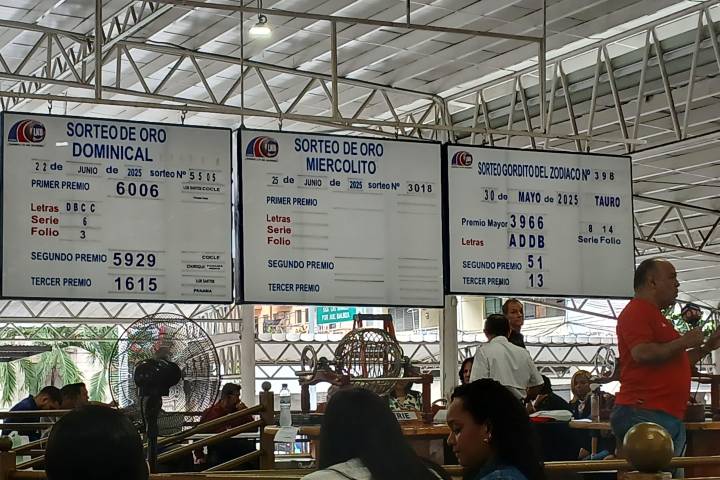 SORTEO DE ORO
DOMINICAL
22 de JUNIO de 2025 sorteo Nº 5505
PRIMER PREMIO 6006
Letras DBCC
Serie 6
Folio 3
SEGUNDO PREMIO 5929 COCLE
TERCER PREMIO 1615
PANAMA
SORTEO DE ORO
MIERCOLITO
25 de JUNIO de 2025 sorteo Nº 3018
PRIMER PREMIO
Letras
Serie
Folio
SEGUNDO PREMIO
TERCER PREMIO
SORTEO GORDITO DEL ZODIACO Nº 398
30 de MAYO de 2025 TAURO
Premio Mayor 3966 8 14
Letras ADDB Serie Folio
SEGUNDO PREMIO 51
TERCER PREMIO 13
RIE